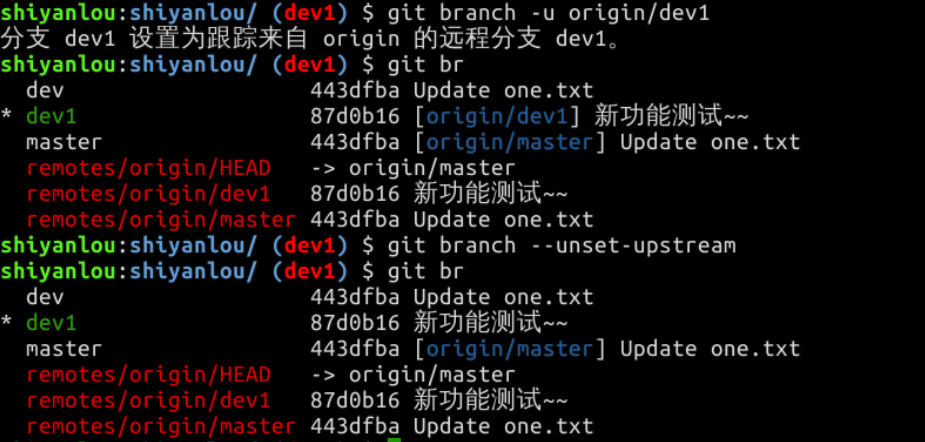 shiyanlou:shiyanlou/ (dev1) $ git branch -u origin/dev1
分支 dev1 设置为跟踪来自 origin 的远程分支 dev1。
shiyanlou:shiyanlou/ (dev1) $ git br
  dev                   443dfba Update one.txt
* dev1                  87d0b16 [origin/dev1] 新功能测试~~
  master                443dfba [origin/master] Update one.txt
  remotes/origin/HEAD   -> origin/master
  remotes/origin/dev1   87d0b16 新功能测试~~
  remotes/origin/master 443dfba Update one.txt
shiyanlou:shiyanlou/ (dev1) $ git branch --unset-upstream
shiyanlou:shiyanlou/ (dev1) $ git br
  dev                   443dfba Update one.txt
* dev1                  87d0b16 新功能测试~~
  master                443dfba [origin/master] Update one.txt
  remotes/origin/HEAD   -> origin/master
  remotes/origin/dev1   87d0b16 新功能测试~~
  remotes/origin/master 443dfba Update one.txt